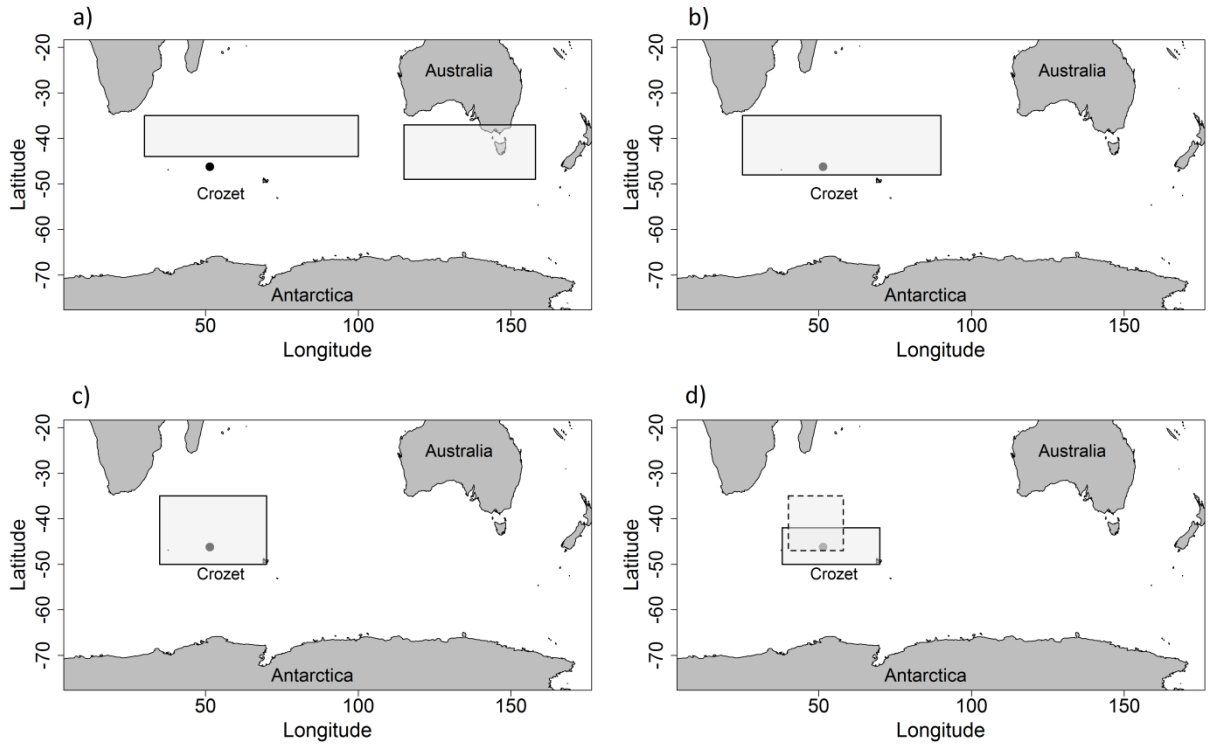 a)
-20
-30
-40
-50
-60
-70
Latitude
Australia
Crozet
Antarctica
50
100
150
Longitude
b)
-20
-30
-40
-50
-60
-70
Latitude
Australia
Crozet
Antarctica
50
100
150
Longitude
c)
-20
-30
-40
-50
-60
-70
Latitude
Australia
Crozet
Antarctica
50
100
150
Longitude
d)
-20
-30
-40
-50
-60
-70
Latitude
Australia
Crozet
Antarctica
50
100
150
Longitude